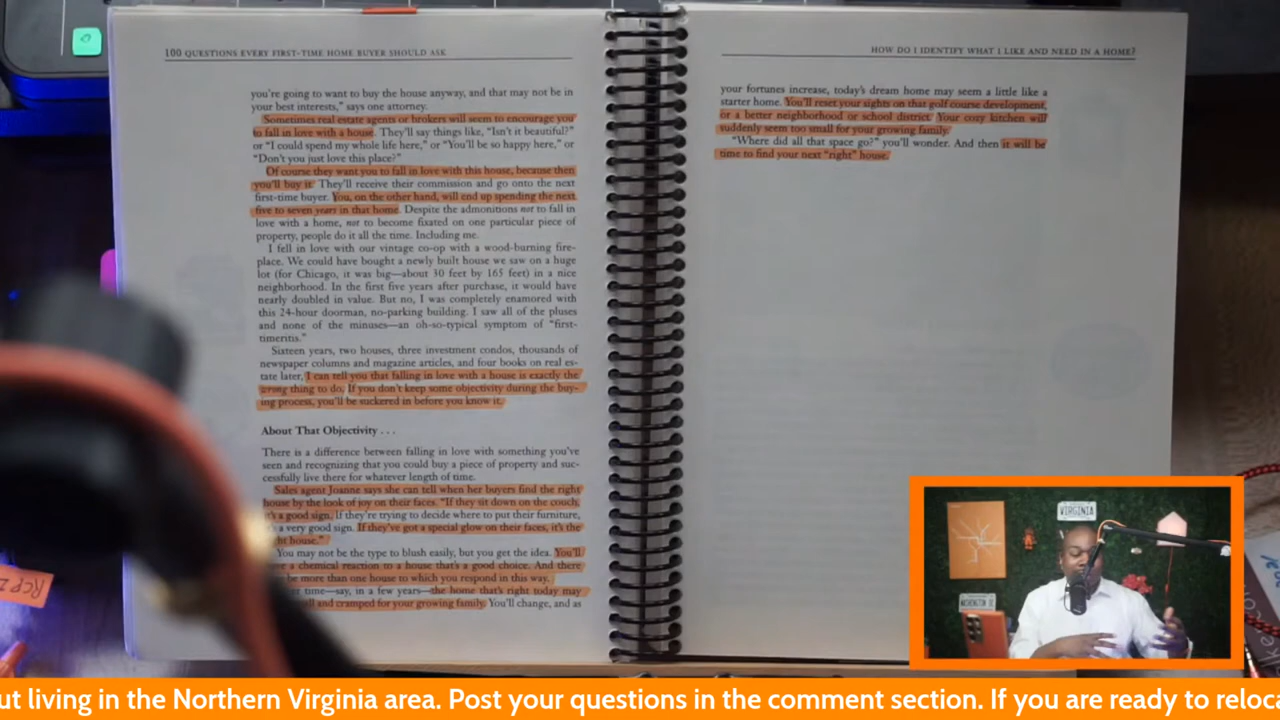 100 QUESTIONS EVERY FIRST-TIME HOME BUYER SHOULD ASK
you're going to want to buy the house anyway, and that may not be in
your best interests," says one attorney.
Sometimes real estate agents or brokers will seem to encourage you
to fall in love with a house. They'll say things like, "Isn't it beautiful?"
or "I could spend my whole life here," or "You'll be so happy here," or
"Don't you just love this place?"
Of course they want you to fall in love with this house, because then
you'll buy it. They'll receive their commission and go onto the next
first-time buyer. You, on the other hand, will end up spending the next
five to seven years in that home. Despite the admonitions not to fall in
love with a home, not to become fixated on one particular piece of
property, people do it all the time. Including me.
I fell in love with our vintage co-op with a wood-burning fire-
place. We could have bought a newly built house we saw on a huge
lot (for Chicago, it was big—about 30 feet by 165 feet) in a nice
neighborhood. In the first five years after purchase, it would have
nearly doubled in value. But no, I was completely enamored with
this 24-hour doorman, no-parking building. I saw all of the pluses
and none of the minuses—an oh-so-typical symptom of "first-
timeritis."
Sixteen years, two houses, three investment condos, thousands of
newspaper columns and magazine articles, and four books on real es-
tate later, I can tell you that falling in love with a house is exactly the
wrong thing to do. If you don't keep some objectivity during the buy-
ing process, you'll be suckered in before you know it.
About That Objectivity . . .
There is a difference between falling in love with something you've
seen and recognizing that you could buy a piece of property and suc-
cessfully live there for whatever length of time.
Sales agent Joanne says she can tell when her buyers find the right
house by the look of joy on their faces. "If they sit down on the couch,
's a good sign. If they're trying to decide where to put their furniture,
a very good sign. If they've got a special glow on their faces, it's the
ht house."
You may not be the type to blush easily, but you get the idea. You'll
e a chemical reaction to a house that's a good choice. And there
be more than one house to which you respond in this way.
er time—say, in a few years—the home that's right today may
all and cramped for your growing family. You'll change, and as
HOW DO I IDENTIFY WHAT I LIKE AND NEED IN A HOME?
your fortunes increase, today's dream home may seem a little like a
starter home. You'll reset your sights on that golf course development,
or a better neighborhood or school district. Your cozy kitchen will
suddenly seem too small for your growing family.
"Where did all that space go?" you'll wonder. And then it will be
time to find your next "right" house.
VIRGINIA
WASHINGTON, DC
RCP
ut living in the Northern Virginia area. Post your questions in the comment section. If you are ready to reloca